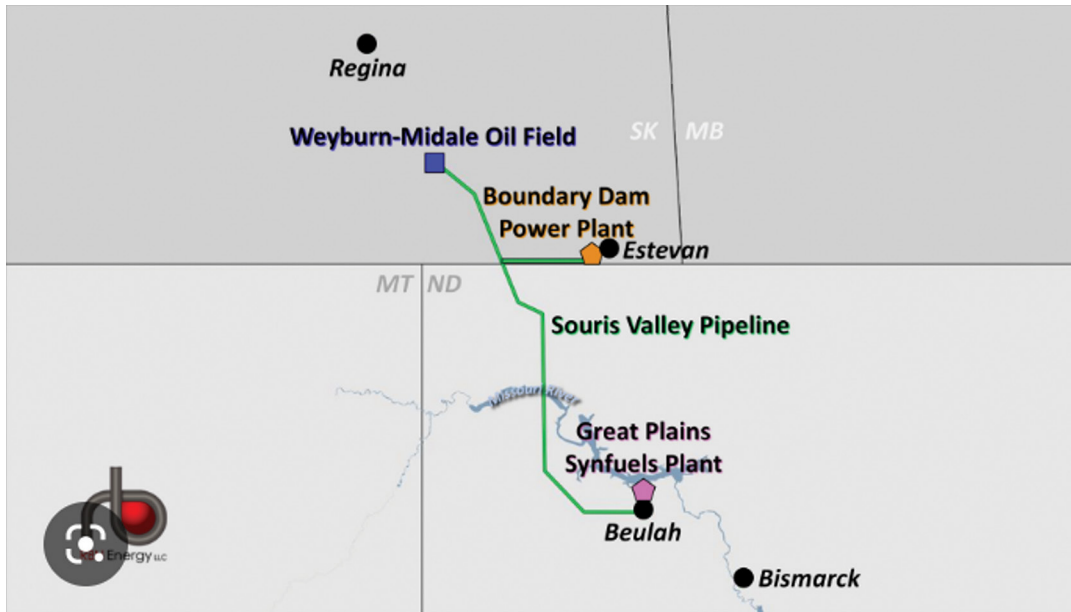 Regina
Weyburn-Midale Oil Field
SK MB
Boundary Dam
Power Plant
Estevan
MT ND
Souris Valley Pipeline
Missouri River
Great Plains
Synfuels Plant
Beulah
Energy LLC
Bismarck